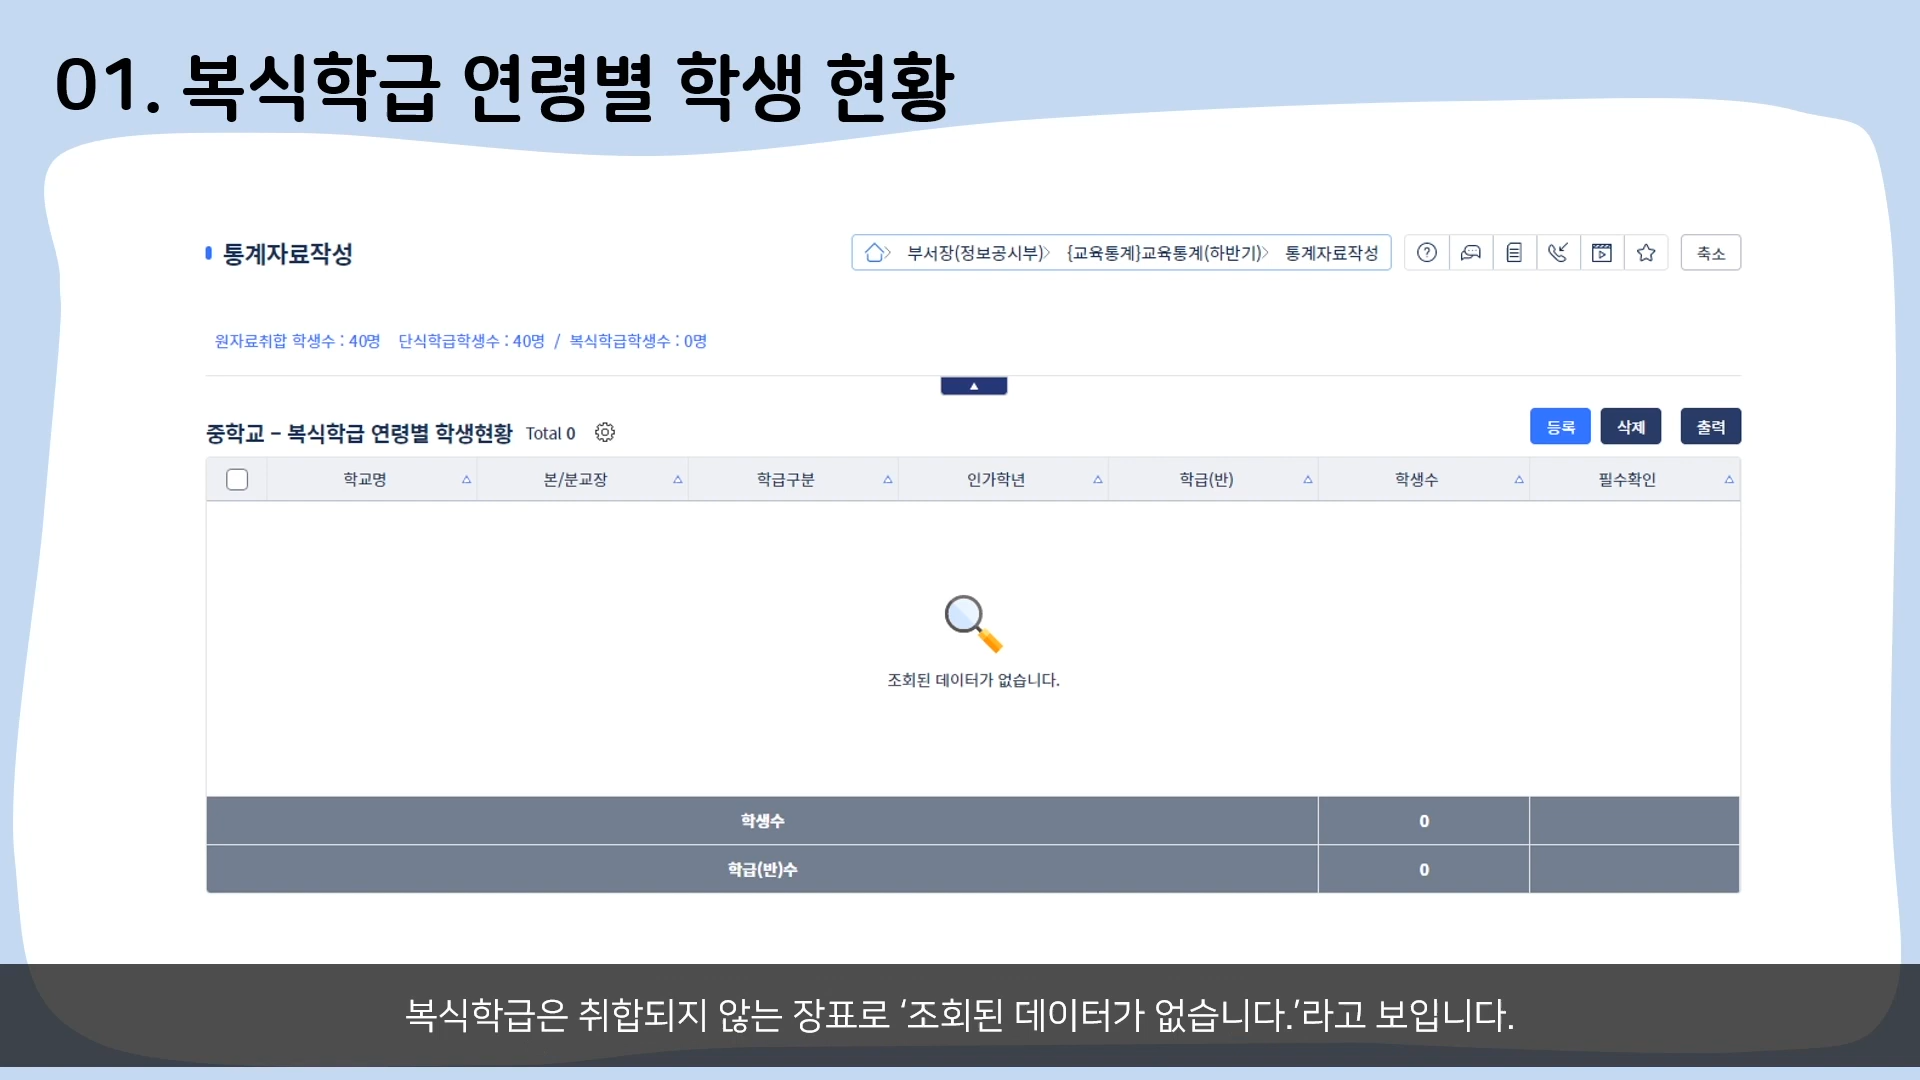 01. 복식학급 연령별 학생 현황
통계자료작성
부서장(정보공시부) {교육통계}교육통계(하반기) 통계자료작성
축소
원자료취합 학생수 : 40명 단식학급학생수 : 40명 / 복식학급학생수 : 0명
중학교 – 복식학급 연령별 학생현황 Total 0
등록 삭제 출력
학교명 본/분교장 학급구분 인가학년 학급(반) 학생수 필수확인
조회된 데이터가 없습니다.
학생수 0
학급(반)수 0
복식학급은 취합되지 않는 장표로 ‘조회된 데이터가 없습니다.’라고 보입니다.